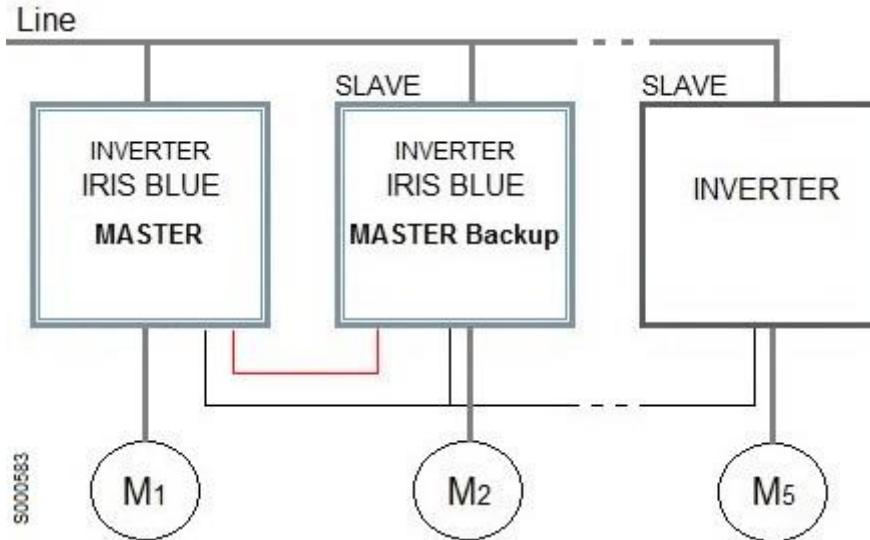 Line
SLAVE
SLAVE
INVERTER
IRIS BLUE
MASTER
INVERTER
IRIS BLUE
MASTER Backup
INVERTER
M1
M2
M5
S000583